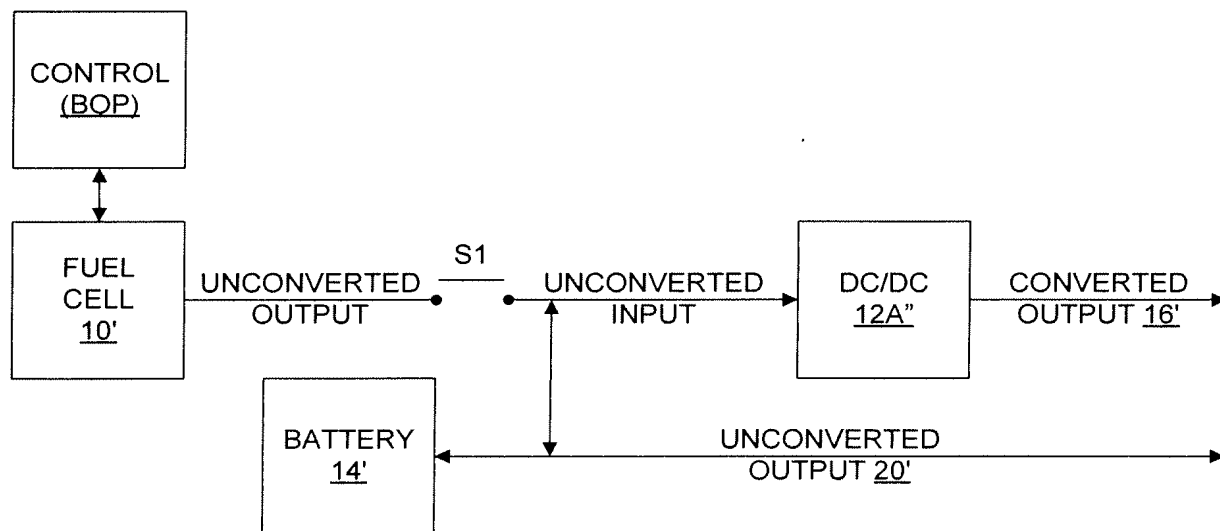 CONTROL
(BOP)
S1
FUEL
CELL
10'
UNCONVERTED
OUTPUT
UNCONVERTED
INPUT
DC/DC
12A"
CONVERTED
OUTPUT 16'
BATTERY
14'
UNCONVERTED
OUTPUT 20'